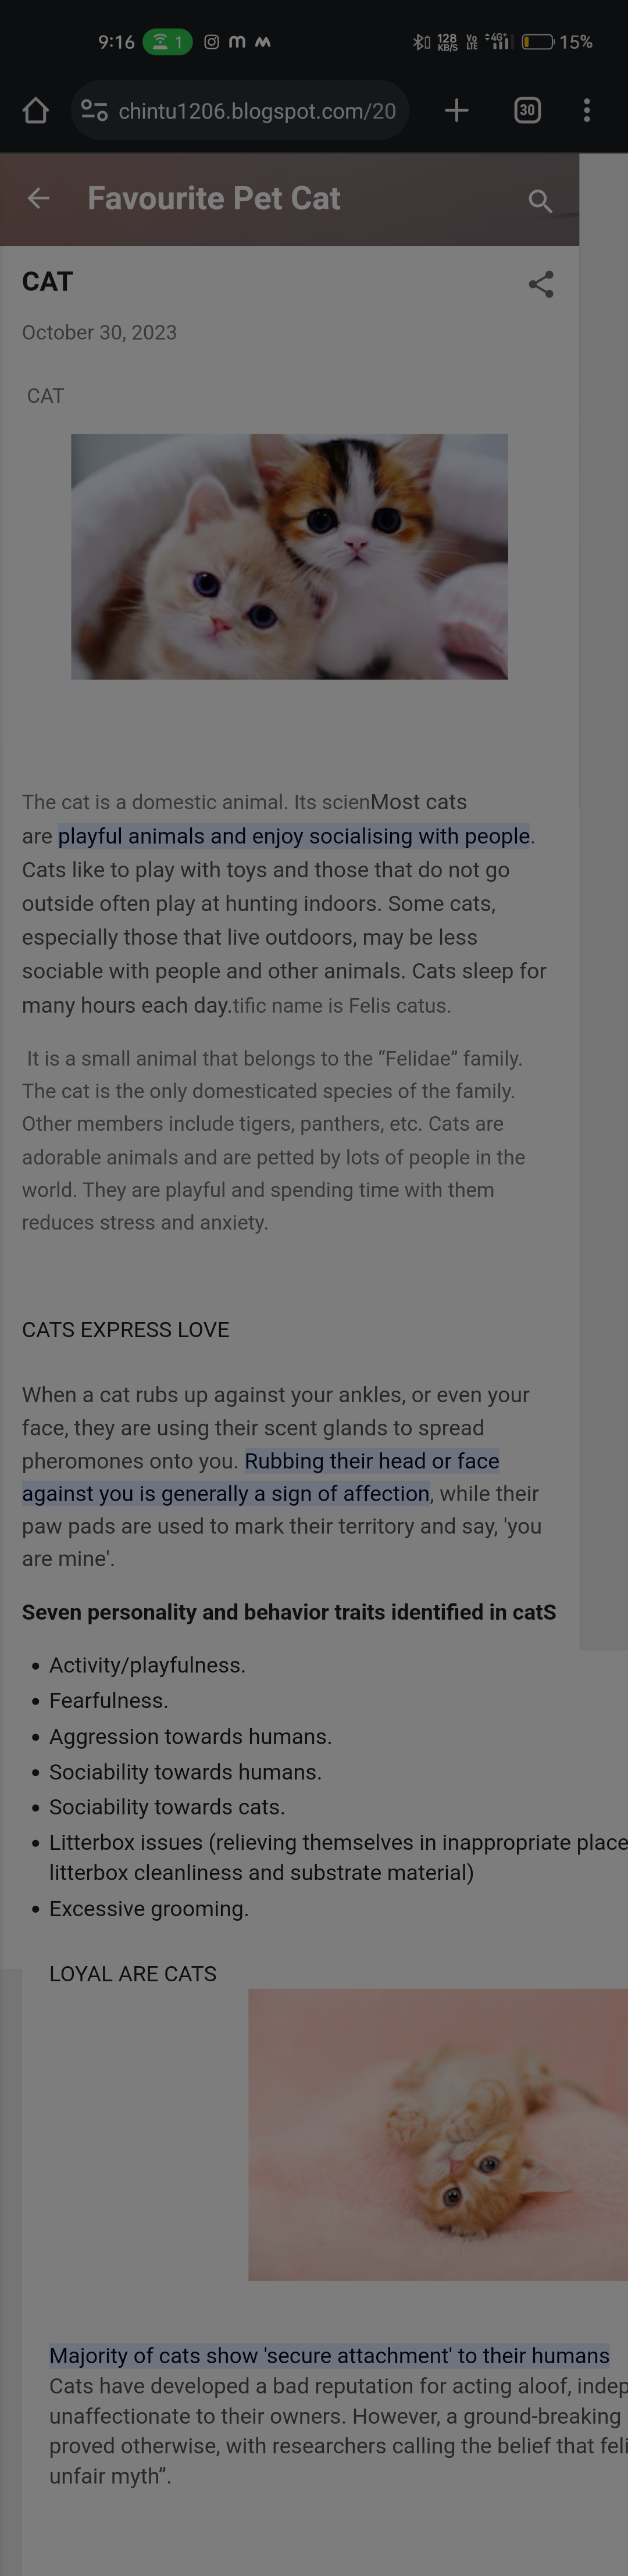 9:16 1 128 KB/S Vo LTE 4G+ 15%
chintu1206.blogspot.com/20 30
Favourite Pet Cat
CAT
October 30, 2023
CAT
The cat is a domestic animal. Its scienMost cats
are playful animals and enjoy socialising with people.
Cats like to play with toys and those that do not go
outside often play at hunting indoors. Some cats,
especially those that live outdoors, may be less
sociable with people and other animals. Cats sleep for
many hours each day.tific name is Felis catus.
It is a small animal that belongs to the “Felidae” family.
The cat is the only domesticated species of the family.
Other members include tigers, panthers, etc. Cats are
adorable animals and are petted by lots of people in the
world. They are playful and spending time with them
reduces stress and anxiety.
CATS EXPRESS LOVE
When a cat rubs up against your ankles, or even your
face, they are using their scent glands to spread
pheromones onto you. Rubbing their head or face
against you is generally a sign of affection, while their
paw pads are used to mark their territory and say, 'you
are mine'.
Seven personality and behavior traits identified in catS
• Activity/playfulness.
• Fearfulness.
• Aggression towards humans.
• Sociability towards humans.
• Sociability towards cats.
• Litterbox issues (relieving themselves in inappropriate place
litterbox cleanliness and substrate material)
• Excessive grooming.
LOYAL ARE CATS
Majority of cats show 'secure attachment' to their humans
Cats have developed a bad reputation for acting aloof, indep
unaffectionate to their owners. However, a ground-breaking
proved otherwise, with researchers calling the belief that feli
unfair myth”.